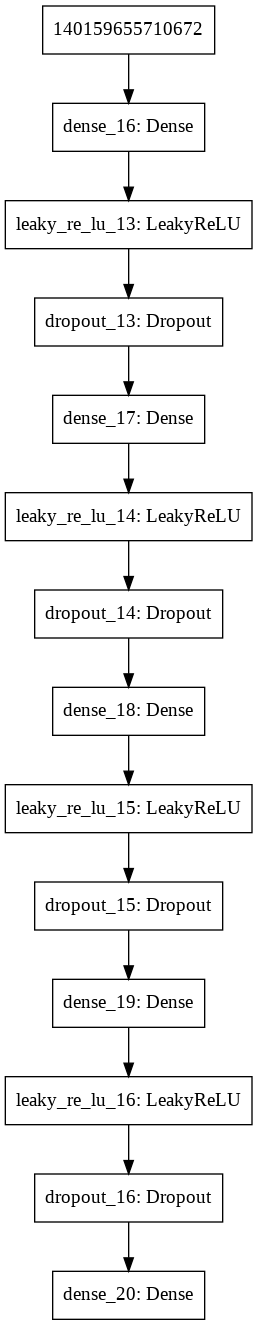 140159655710672
dense_16: Dense
leaky_re_lu_13: LeakyReLU
dropout_13: Dropout
dense_17: Dense
leaky_re_lu_14: LeakyReLU
dropout_14: Dropout
dense_18: Dense
leaky_re_lu_15: LeakyReLU
dropout_15: Dropout
dense_19: Dense
leaky_re_lu_16: LeakyReLU
dropout_16: Dropout
dense_20: Dense